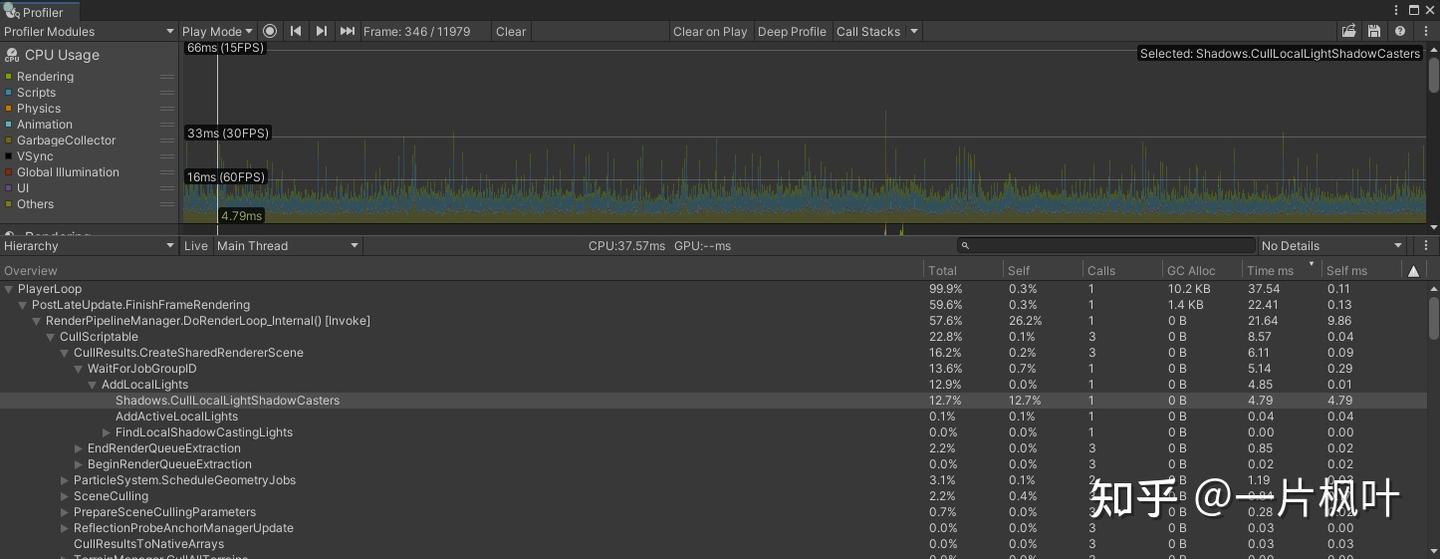 Profiler
Profiler Modules Play Mode Frame: 346 / 11979 Clear Clear on Play Deep Profile Call Stacks
CPU Usage 66ms (15FPS) Selected: Shadows.CullLocalLightShadowCasters
Rendering
Scripts
Physics
Animation 33ms (30FPS)
GarbageCollector
VSync
Global Illumination 16ms (60FPS)
UI
Others 4.79ms
Hierarchy Live Main Thread CPU:37.57ms GPU:--ms No Details
Overview Total Self Calls GC Alloc Time ms Self ms
PlayerLoop 99.9% 0.3% 1 10.2 KB 37.54 0.11
PostLateUpdate.FinishFrameRendering 59.6% 0.3% 1 1.4 KB 22.41 0.13
RenderPipelineManager.DoRenderLoop_Internal() [Invoke] 57.6% 26.2% 1 0 B 21.64 9.86
CullScriptable 22.8% 0.1% 3 0 B 8.57 0.04
CullResults.CreateSharedRendererScene 16.2% 0.2% 3 0 B 6.11 0.09
WaitForJobGroupID 13.6% 0.7% 1 0 B 5.14 0.29
AddLocalLights 12.9% 0.0% 1 0 B 4.85 0.01
Shadows.CullLocalLightShadowCasters 12.7% 12.7% 1 0 B 4.79 4.79
AddActiveLocalLights 0.1% 0.1% 1 0 B 0.04 0.04
FindLocalShadowCastingLights 0.0% 0.0% 1 0 B 0.00 0.00
EndRenderQueueExtraction 2.2% 0.0% 3 0 B 0.85 0.02
BeginRenderQueueExtraction 0.0% 0.0% 3 0 B 0.02 0.02
ParticleSystem.ScheduleGeometryJobs 3.1% 0.1% 0 B 1.19
SceneCulling 2.2% 0.4% 0 B
PrepareSceneCullingParameters 0.7% 0.0% 0 B 0.28
ReflectionProbeAnchorManagerUpdate 0.0% 0.0% 3 0 B 0.03 0.00
CullResultsToNativeArrays 0.0% 0.0% 3 0 B 0.03 0.03
知乎 @一片枫叶